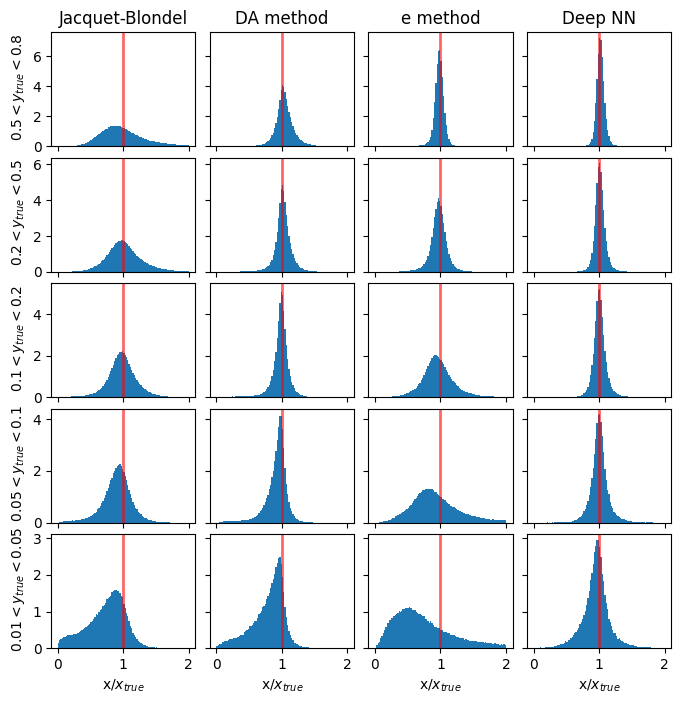 Jacquet-Blondel DA method e method Deep NN
0.5 < y_true < 0.8
6
4
2
0
0.2 < y_true < 0.5
6
4
2
0
0.1 < y_true < 0.2
4
2
0
0.05 < y_true < 0.1
4
2
0
0.01 < y_true < 0.05
3
2
1
0
0 1 2 0 1 2 0 1 2 0 1 2
x/x_true x/x_true x/x_true x/x_true